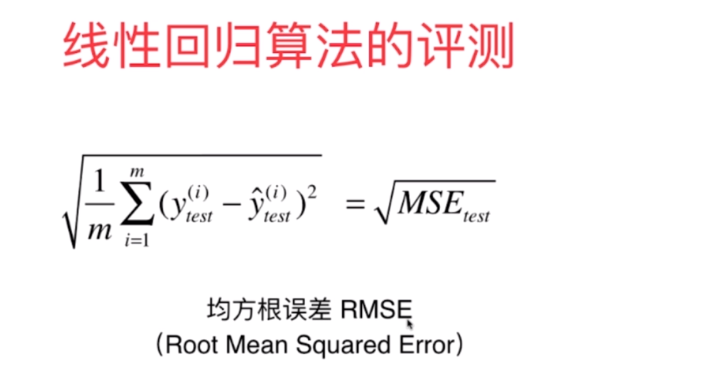 线性回归算法的评测
$\sqrt{\frac{1}{m}\sum_{i=1}^{m}(y_{test}^{(i)}-\hat{y}_{test}^{(i)})^2}=\sqrt{MSE_{test}}$
均方根误差 RMSE
(Root Mean Squared Error)